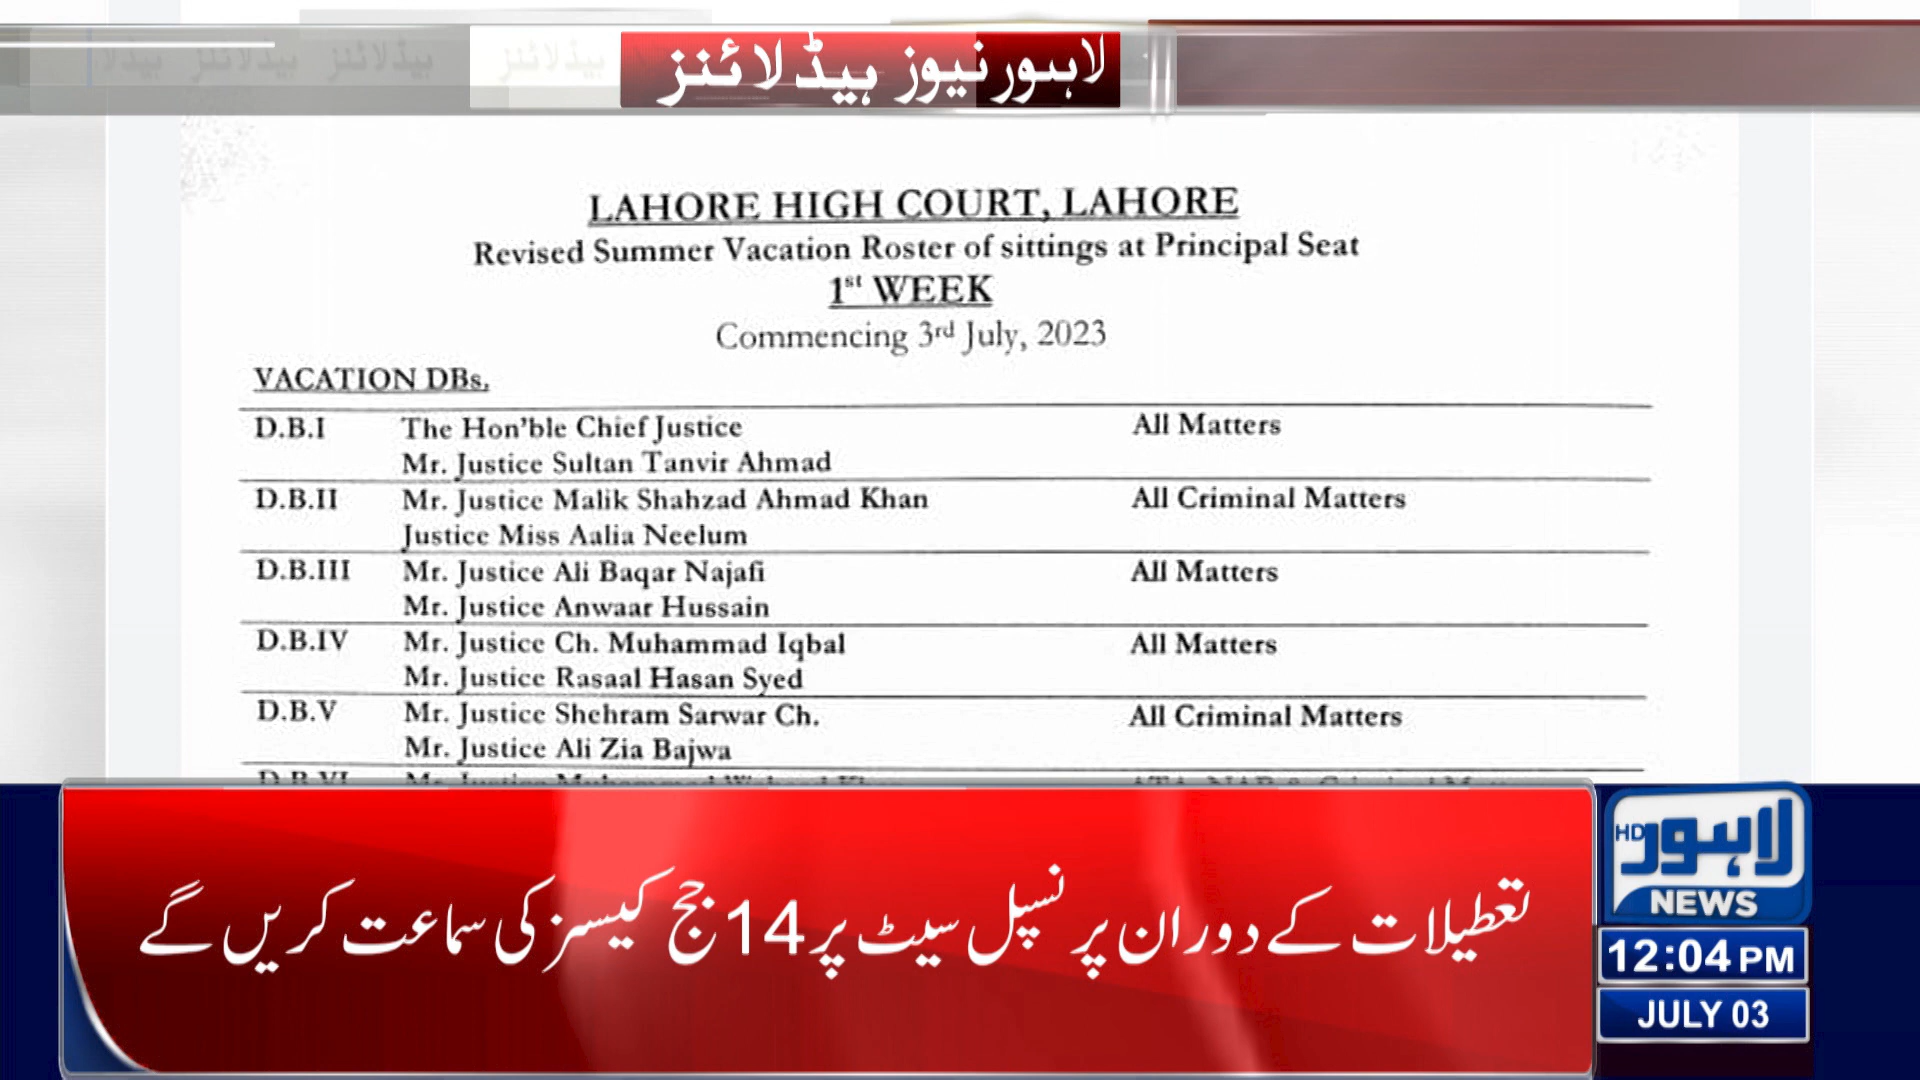 لاہور نیوز ہیڈلائنز
LAHORE HIGH COURT, LAHORE
Revised Summer Vacation Roster of sittings at Principal Seat
1st WEEK
Commencing 3rd July, 2023
VACATION DBs.
D.B.I The Hon'ble Chief Justice All Matters
Mr. Justice Sultan Tanvir Ahmad
D.B.II Mr. Justice Malik Shahzad Ahmad Khan All Criminal Matters
Justice Miss Aalia Neelum
D.B.III Mr. Justice Ali Baqar Najafi All Matters
Mr. Justice Anwaar Hussain
D.B.IV Mr. Justice Ch. Muhammad Iqbal All Matters
Mr. Justice Rasaal Hasan Syed
D.B.V Mr. Justice Shehram Sarwar Ch. All Criminal Matters
Mr. Justice Ali Zia Bajwa
تعطیلات کے دوران پرنسپل سیٹ پر 14 جج کیسز کی سماعت کریں گے
لاہور HD
NEWS
12:04 PM
JULY 03